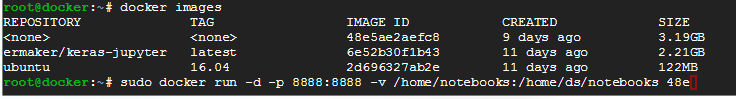 root@docker:~# docker images
REPOSITORY TAG IMAGE ID CREATED SIZE
<none> <none> 48e5ae2aefc8 9 days ago 3.19GB
ermaker/keras-jupyter latest 6e52b30f1b43 11 days ago 2.21GB
ubuntu 16.04 2d696327ab2e 11 days ago 122MB
root@docker:~# sudo docker run -d -p 8888:8888 -v /home/notebooks:/home/ds/notebooks 48e